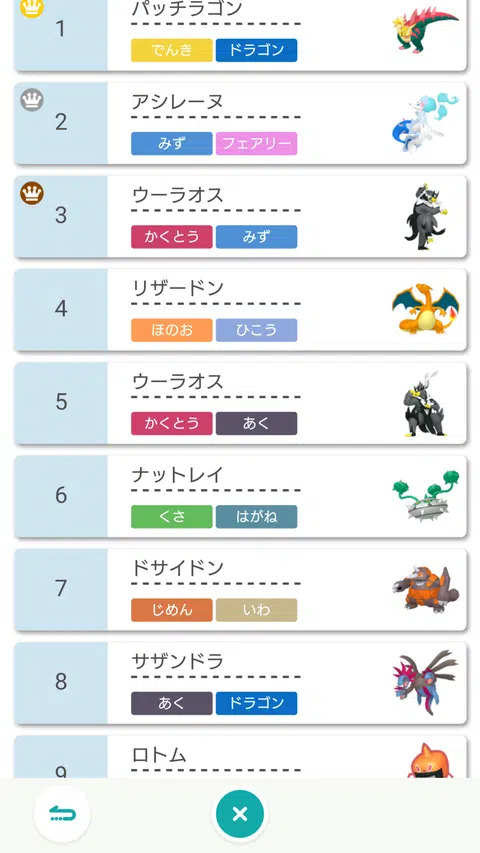 1
パッチラゴン
でんき ドラゴン
2
アシレーヌ
みず フェアリー
3
ウーラオス
かくとう みず
4
リザードン
ほのお ひこう
5
ウーラオス
かくとう あく
6
ナットレイ
くさ はがね
7
ドサイドン
じめん いわ
8
サザンドラ
あく ドラゴン
9
ロトム